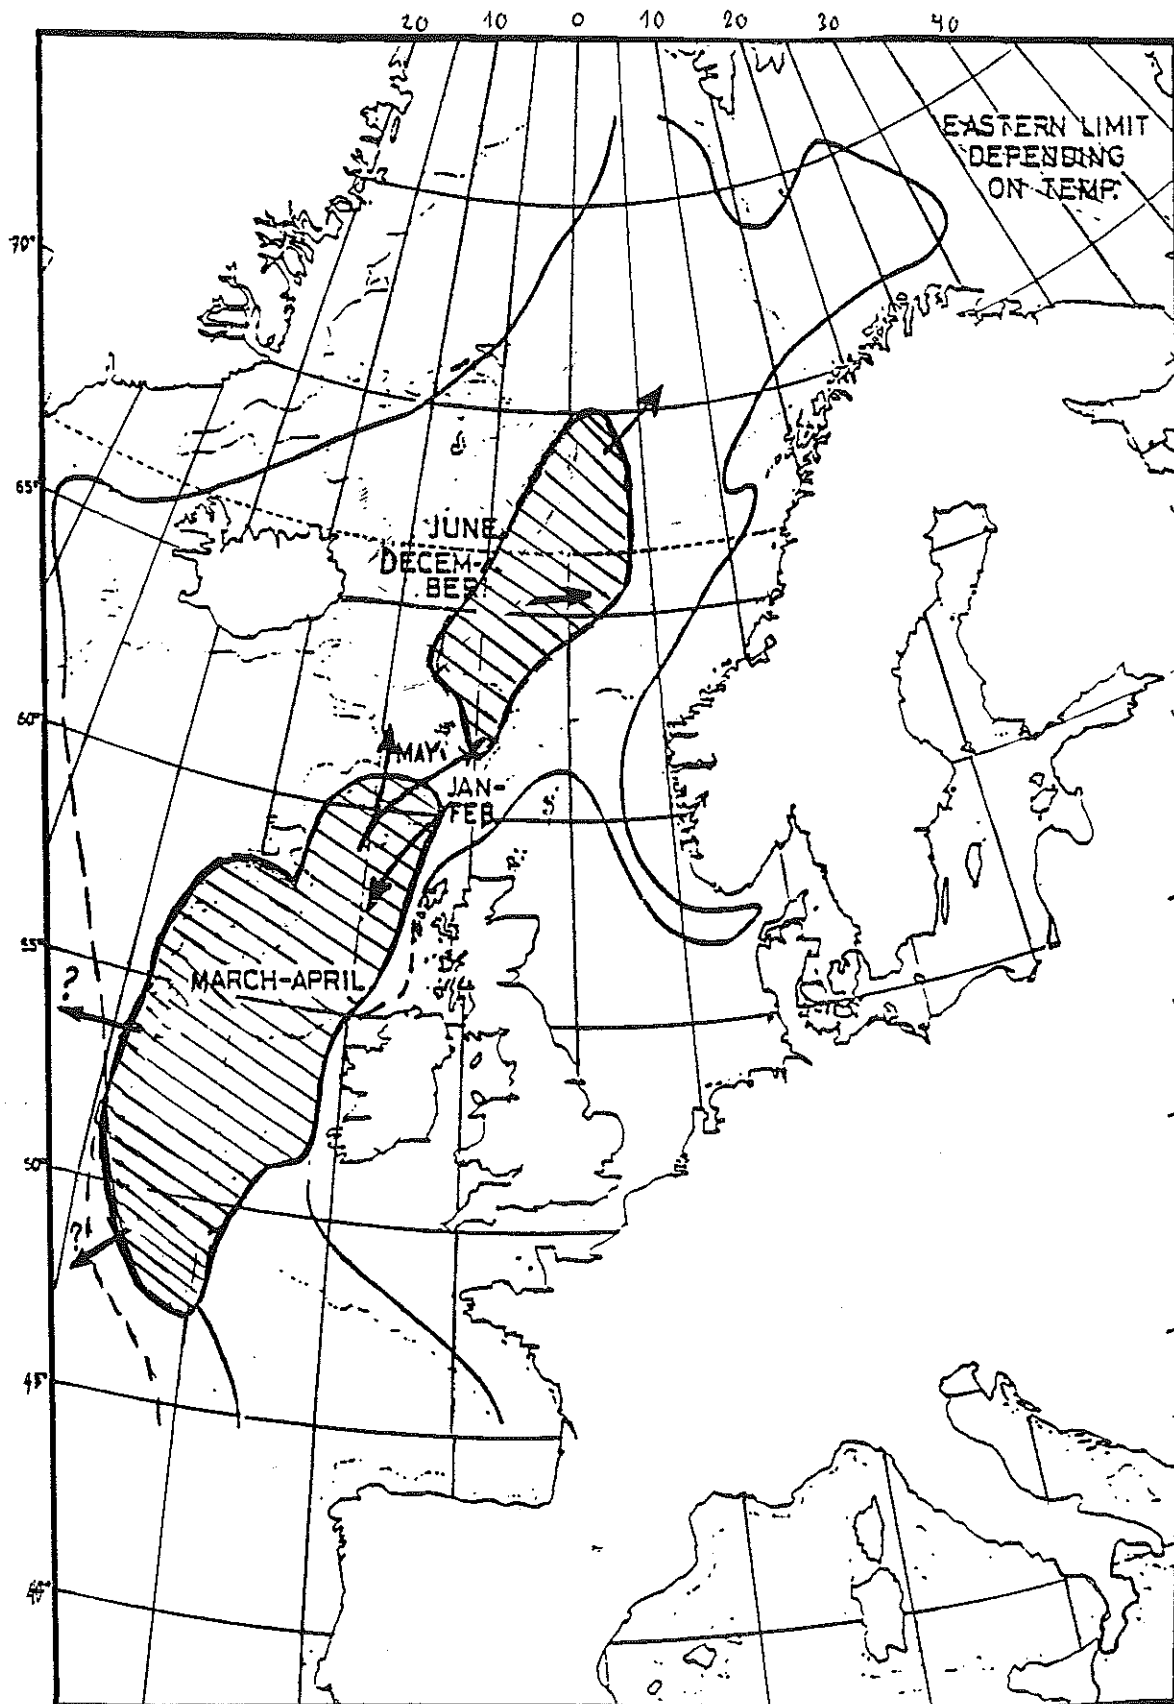 20 10 0 10 20 30 40
EASTERN LIMIT
DEPENDING
ON TEMP.
70°
65°
JUNE
DECEM-
BER.
60°
MAY
JAN-
FEB
55°
MARCH-APRIL
?
50°
?
45°
40°